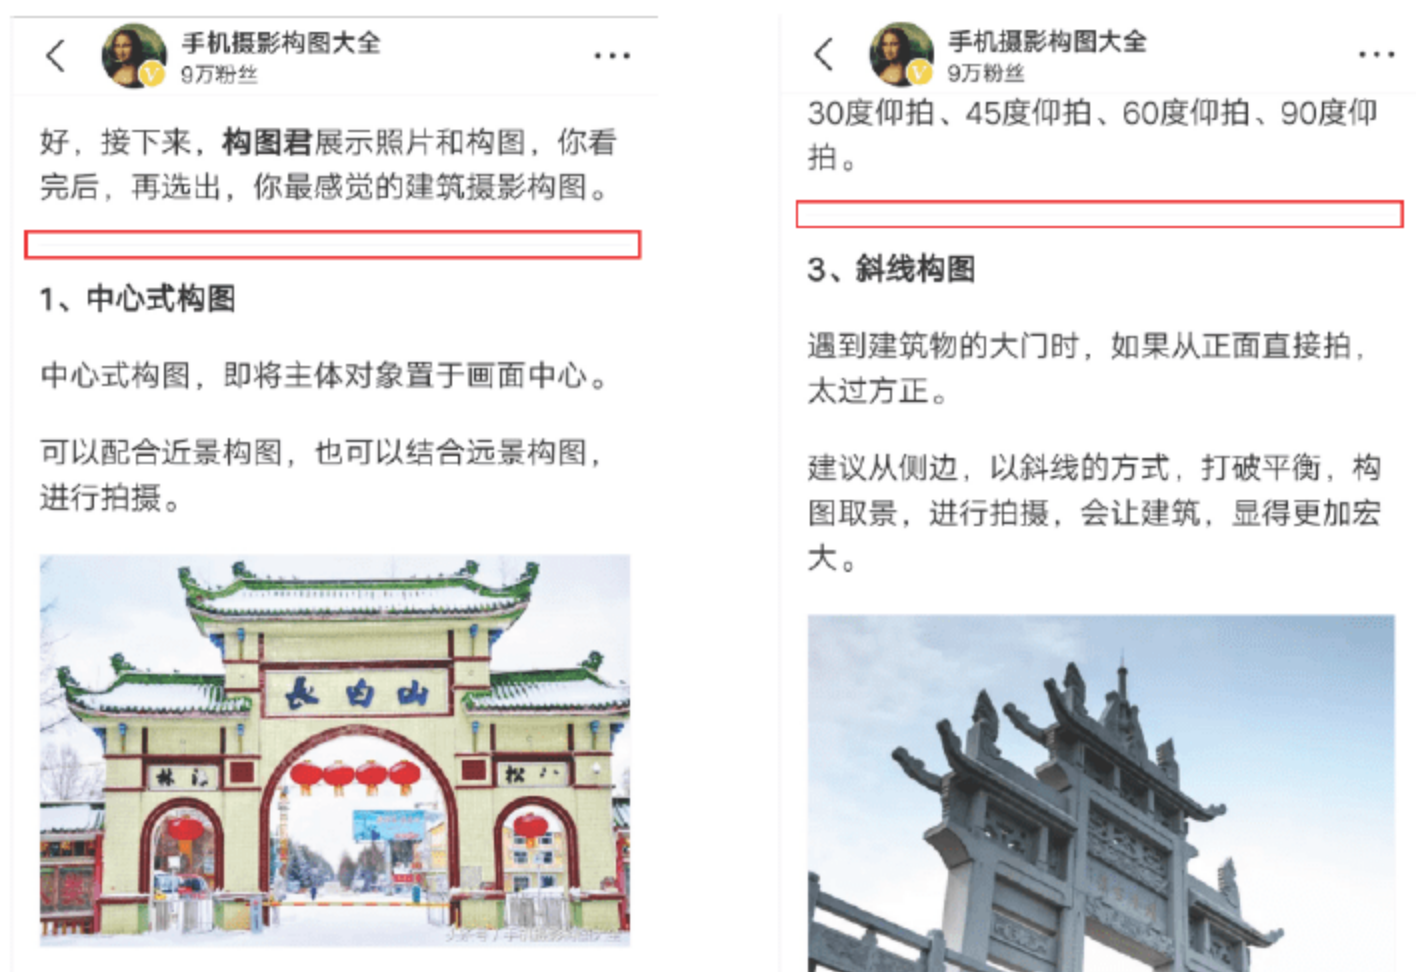 手机摄影构图大全
9万粉丝
好，接下来，构图君展示照片和构图，你看
完后，再选出，你最感觉的建筑摄影构图。
1、中心式构图
中心式构图，即将主体对象置于画面中心。
可以配合近景构图，也可以结合远景构图，
进行拍摄。
長白山
林江
松八
手机摄影构图大全
9万粉丝
30度仰拍、45度仰拍、60度仰拍、90度仰
拍。
3、斜线构图
遇到建筑物的大门时，如果从正面直接拍，
太过方正。
建议从侧边，以斜线的方式，打破平衡，构
图取景，进行拍摄，会让建筑，显得更加宏
大。